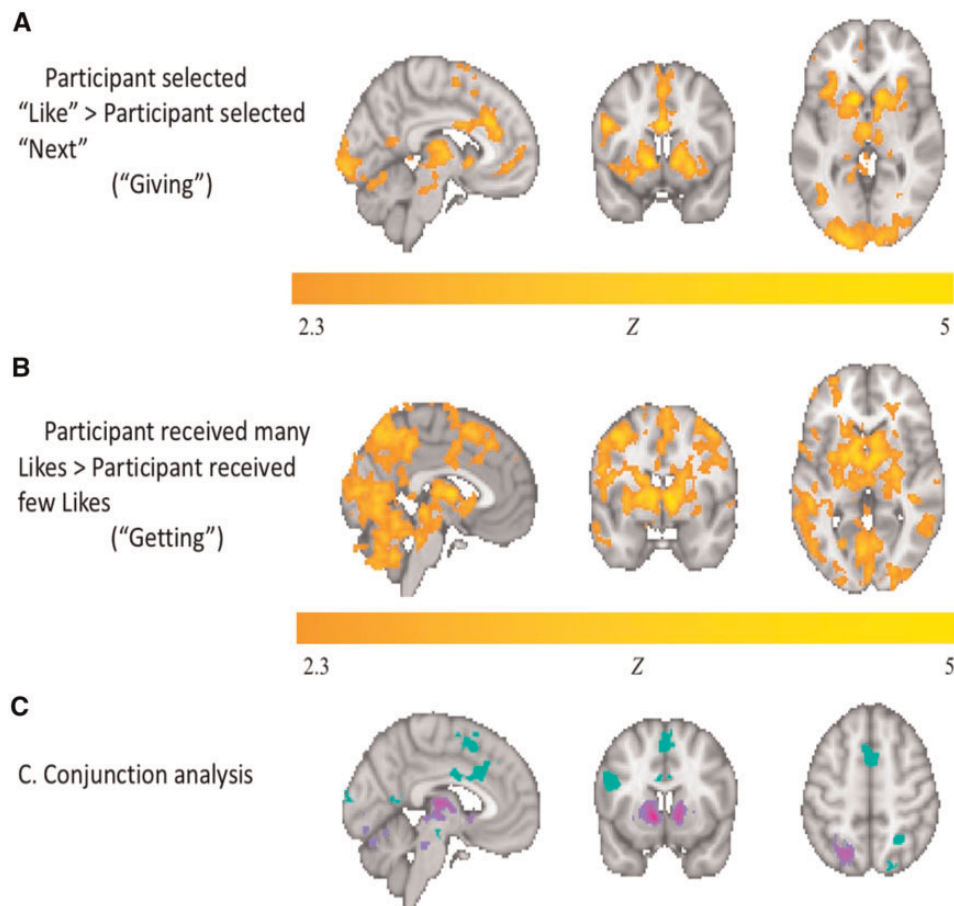 A
Participant selected
“Like” > Participant selected
“Next”
(“Giving”)
2.3 Z 5
B
Participant received many
Likes > Participant received
few Likes
(“Getting”)
2.3 Z 5
C
C. Conjunction analysis